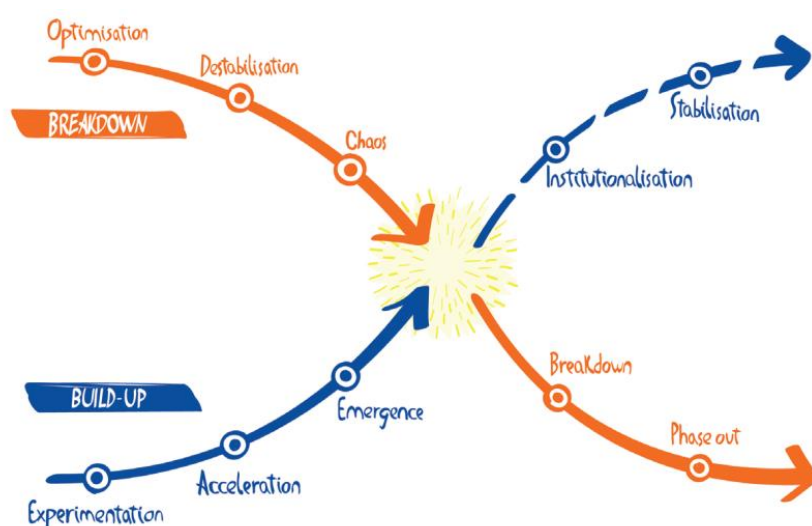 Optimisation
Destabilisation
BREAKDOWN
Chaos
Stabilisation
Institutionalisation
Breakdown
BUILD-UP
Emergence
Phase out
Acceleration
Experimentation